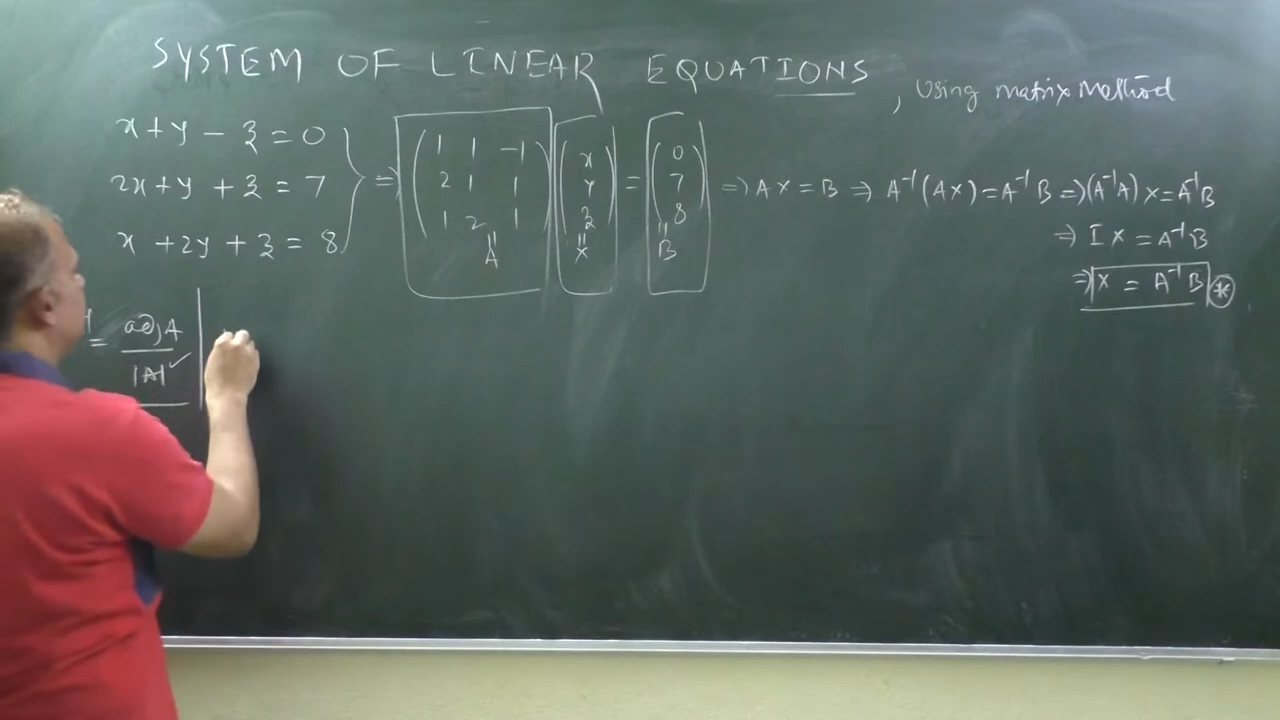 SYSTEM OF LINEAR EQUATIONS, Using matrix Method
x + y - z = 0
2x + y + z = 7
x + 2y + z = 8
} ⇒ ( 1 1 -1
2 1 1
1 2 1 )
॥
A
( x
y
z )
॥
X
= ( 0
7
8 )
॥
B
⇒ AX = B ⇒ A⁻¹(AX) = A⁻¹B ⇒ (A⁻¹A)X = A⁻¹B
⇒ IX = A⁻¹B
⇒ X = A⁻¹B *
= adj A
|A| ✓